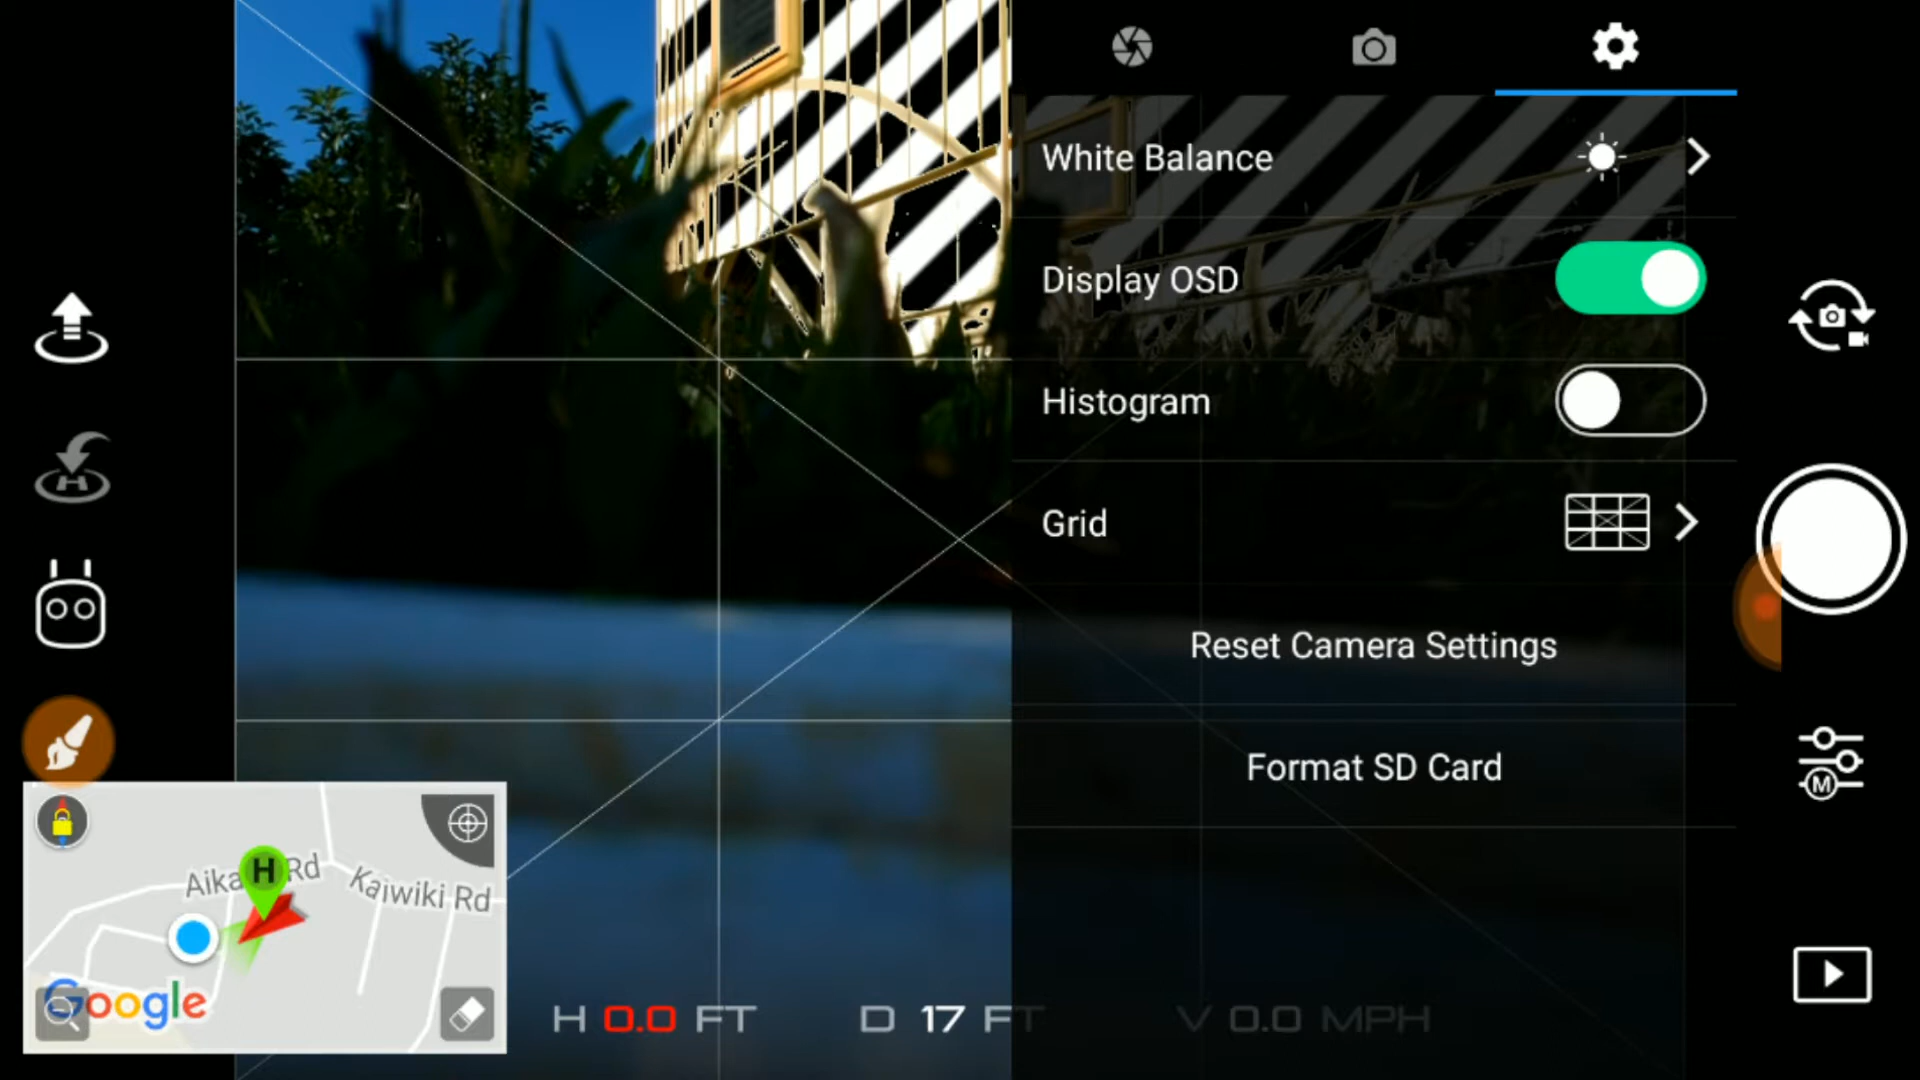 White Balance
Display OSD
Histogram
Grid
Reset Camera Settings
M
Format SD Card
H
Rd
Kaiwiki Rd
Google
H 0.0 FT D 17 FT V 0.0 MPH